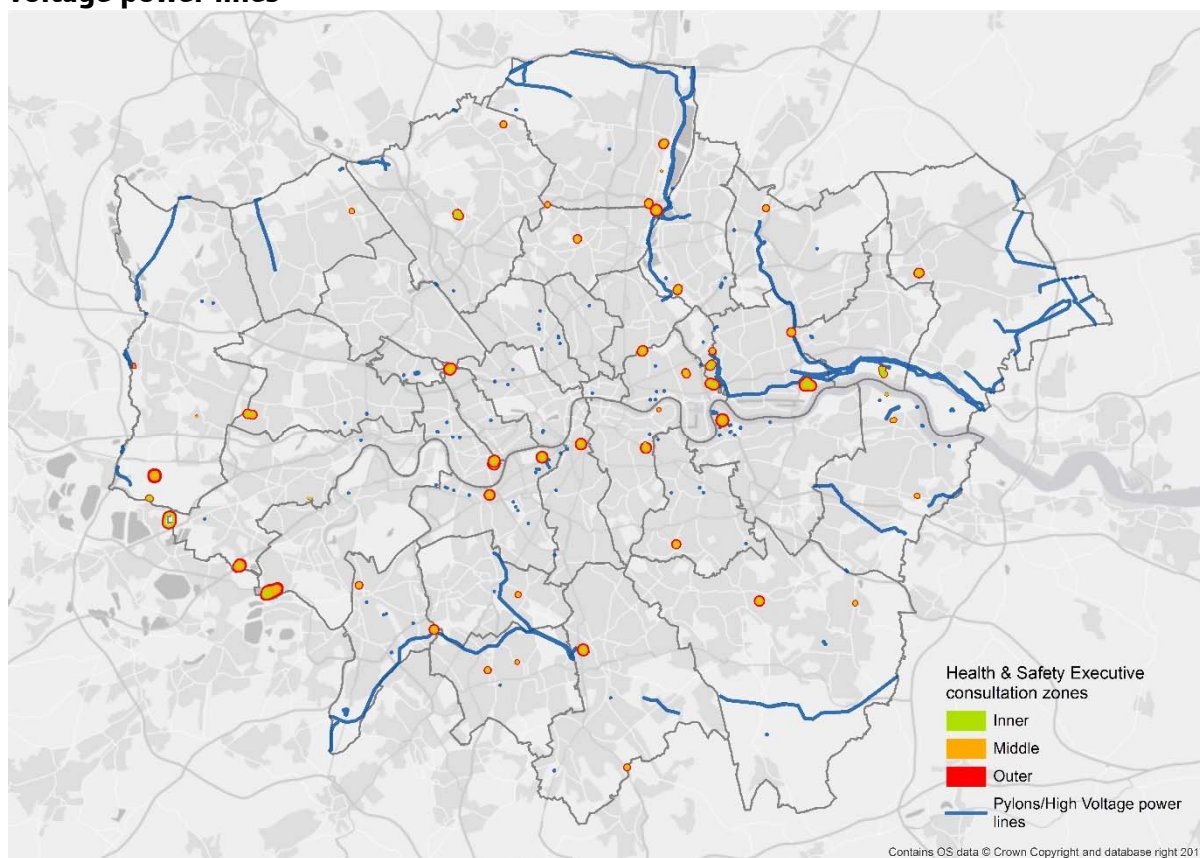 voltage power lines
Health & Safety Executive
consultation zones
Inner
Middle
Outer
Pylons/High Voltage power
lines
Contains OS data © Crown Copyright and database right 201